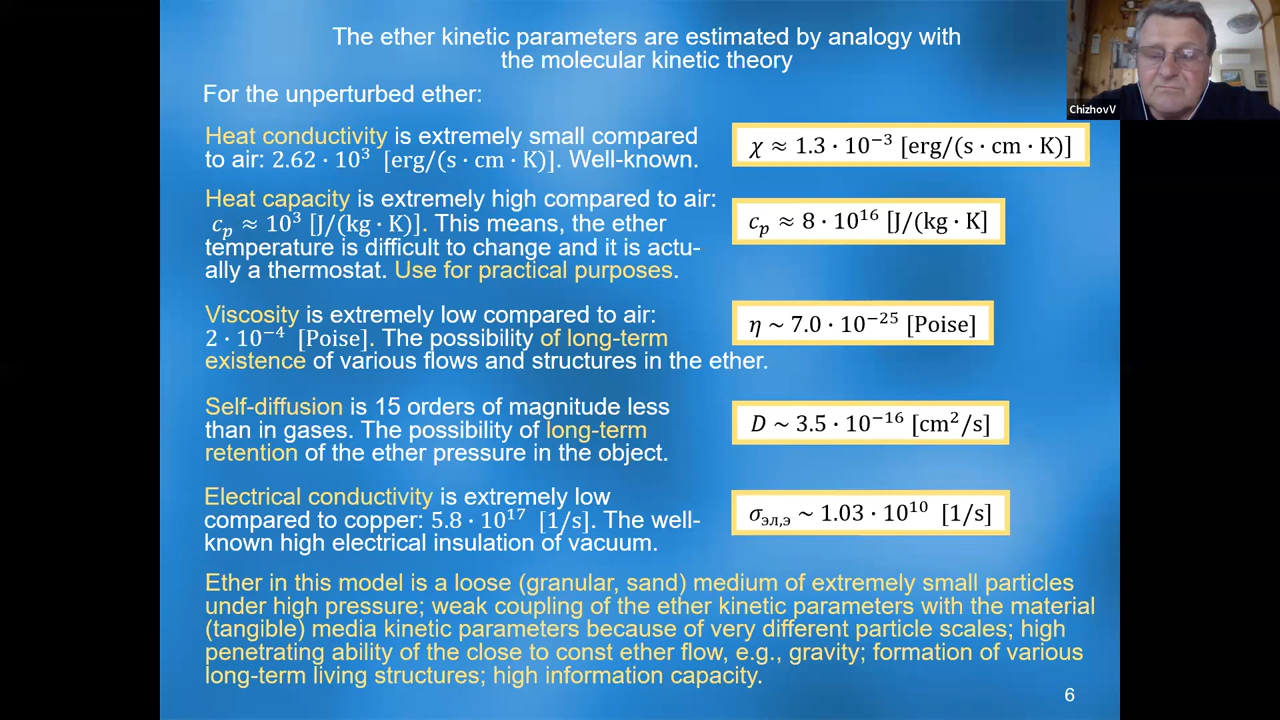 The ether kinetic parameters are estimated by analogy with
the molecular kinetic theory
For the unperturbed ether:
Heat conductivity is extremely small compared
to air: 2.62 · 10³ [erg/(s · cm · K)]. Well-known.
χ ≈ 1.3 · 10⁻³ [erg/(s · cm · K)]
Heat capacity is extremely high compared to air:
cₚ ≈ 10³ [J/(kg · K)]. This means, the ether
temperature is difficult to change and it is actu-
ally a thermostat. Use for practical purposes.
cₚ ≈ 8 · 10¹⁶ [J/(kg · K]
Viscosity is extremely low compared to air:
2 · 10⁻⁴ [Poise]. The possibility of long-term
existence of various flows and structures in the ether.
η ~ 7.0 · 10⁻²⁵ [Poise]
Self-diffusion is 15 orders of magnitude less
than in gases. The possibility of long-term
retention of the ether pressure in the object.
D ~ 3.5 · 10⁻¹⁶ [cm²/s]
Electrical conductivity is extremely low
compared to copper: 5.8 · 10¹⁷ [1/s]. The well-
known high electrical insulation of vacuum.
σэл,э ~ 1.03 · 10¹⁰ [1/s]
Ether in this model is a loose (granular, sand) medium of extremely small particles
under high pressure; weak coupling of the ether kinetic parameters with the material
(tangible) media kinetic parameters because of very different particle scales; high
penetrating ability of the close to const ether flow, e.g., gravity; formation of various
long-term living structures; high information capacity.
6
ChizhovV